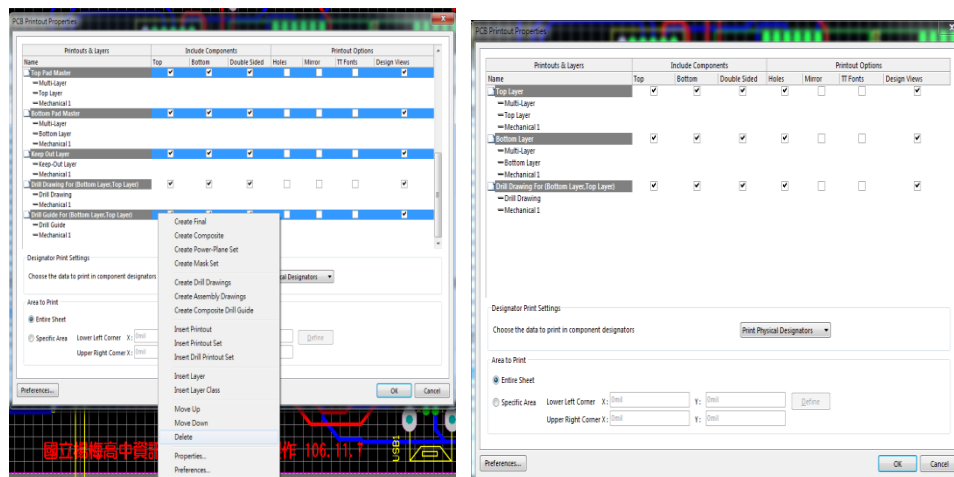 PCB Printout Properties
Printouts & Layers Include Components Printout Options
Name Top Bottom Double Sided Holes Mirror TT Fonts Design Views
Top Pad Master
Multi-Layer
Top Layer
Mechanical 1
Bottom Pad Master
Multi-Layer
Bottom Layer
Mechanical 1
Keep Out Layer
Keep-Out Layer
Mechanical 1
Drill Drawing For (Bottom Layer,Top Layer)
Drill Drawing
Mechanical 1
Drill Guide For (Bottom Layer,Top Layer)
Drill Guide
Mechanical 1
Designator Print Settings
Choose the data to print in component designators
cal Designators
Area to Print
Entire Sheet
Specific Area Lower Left Corner X: 0mil
Define
Upper Right Corner X: 0mil
Preferences...
OK Cancel
Create Final
Create Composite
Create Power-Plane Set
Create Mask Set
Create Drill Drawings
Create Assembly Drawings
Create Composite Drill Guide
Insert Printout
Insert Printout Set
Insert Drill Printout Set
Insert Layer
Insert Layer Class
Move Up
Move Down
Delete
Properties...
Preferences...
國立楊梅高中資訊
作 106.11.1
USB1
PCB Printout Properties
Printouts & Layers Include Components Printout Options
Name Top Bottom Double Sided Holes Mirror TT Fonts Design Views
Top Layer
Multi-Layer
Top Layer
Mechanical 1
Bottom Layer
Multi-Layer
Bottom Layer
Mechanical 1
Drill Drawing For (Bottom Layer,Top Layer)
Drill Drawing
Mechanical 1
Designator Print Settings
Choose the data to print in component designators
Print Physical Designators
Area to Print
Entire Sheet
Specific Area Lower Left Corner X: 0mil Y: 0mil
Define
Upper Right Corner X: 0mil Y: 0mil
Preferences...
OK Cancel